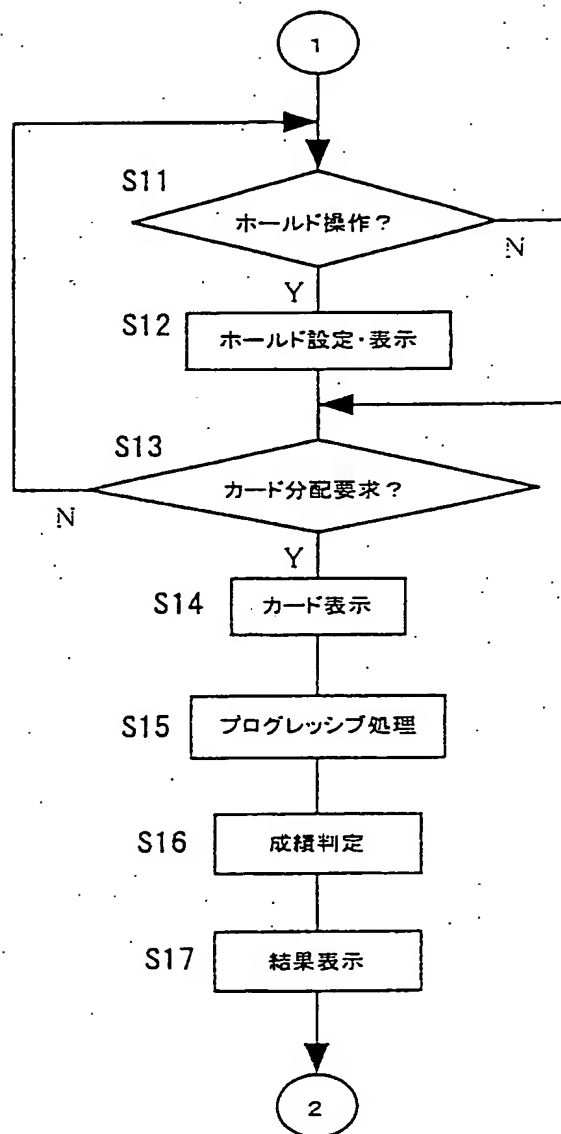 1
S11
ホールド操作?
N
Y
S12
ホールド設定・表示
S13
カード分配要求?
N
Y
S14
カード表示
S15
プログレッシブ処理
S16
成績判定
S17
結果表示
2